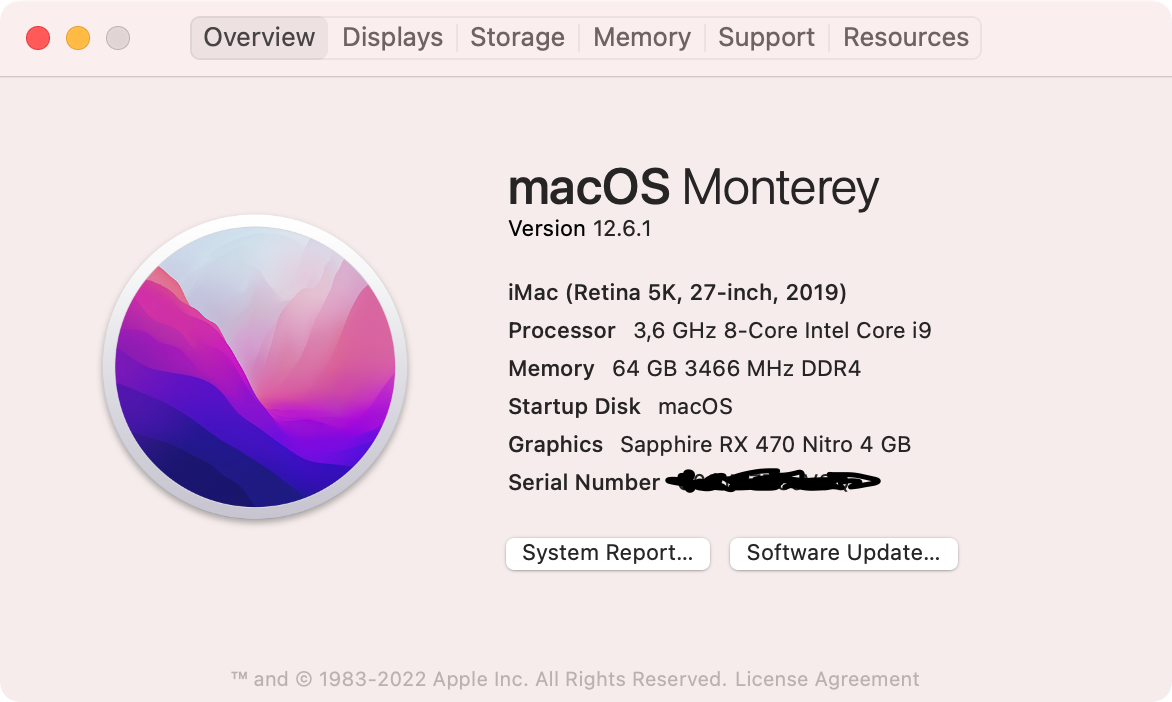 Overview Displays Storage Memory Support Resources
macOS Monterey
Version 12.6.1
iMac (Retina 5K, 27-inch, 2019)
Processor 3,6 GHz 8-Core Intel Core i9
Memory 64 GB 3466 MHz DDR4
Startup Disk macOS
Graphics Sapphire RX 470 Nitro 4 GB
Serial Number
System Report... Software Update...
™ and © 1983-2022 Apple Inc. All Rights Reserved. License Agreement